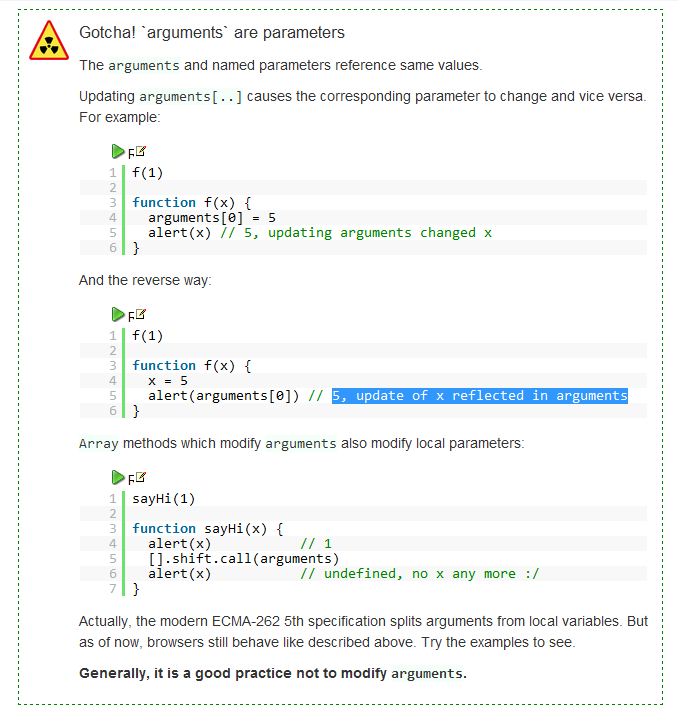 Gotcha! `arguments` are parameters
The arguments and named parameters reference same values.
Updating arguments[..] causes the corresponding parameter to change and vice versa.
For example:
1 f(1)
2
3 function f(x) {
4   arguments[0] = 5
5   alert(x) // 5, updating arguments changed x
6 }
And the reverse way:
1 f(1)
2
3 function f(x) {
4   x = 5
5   alert(arguments[0]) // 5, update of x reflected in arguments
6 }
Array methods which modify arguments also modify local parameters:
1 sayHi(1)
2
3 function sayHi(x) {
4   alert(x)           // 1
5   [].shift.call(arguments)
6   alert(x)           // undefined, no x any more :/
7 }
Actually, the modern ECMA-262 5th specification splits arguments from local variables. But
as of now, browsers still behave like described above. Try the examples to see.
Generally, it is a good practice not to modify arguments.